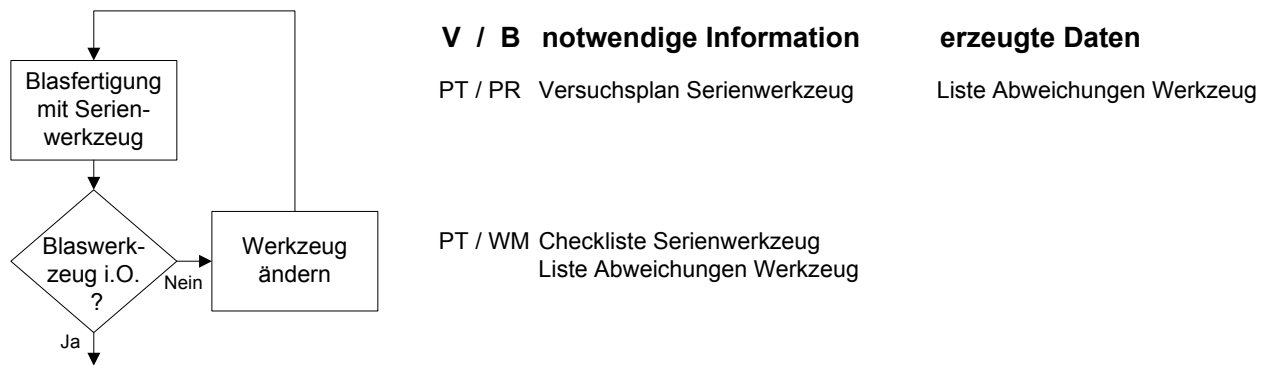 V / B notwendige Information erzeugte Daten
Blasfertigung
mit Serien-
werkzeug
PT / PR Versuchsplan Serienwerkzeug Liste Abweichungen Werkzeug
Blaswerk-
zeug i.O.
?
Nein
Ja
Werkzeug
ändern
PT / WM Checkliste Serienwerkzeug
Liste Abweichungen Werkzeug